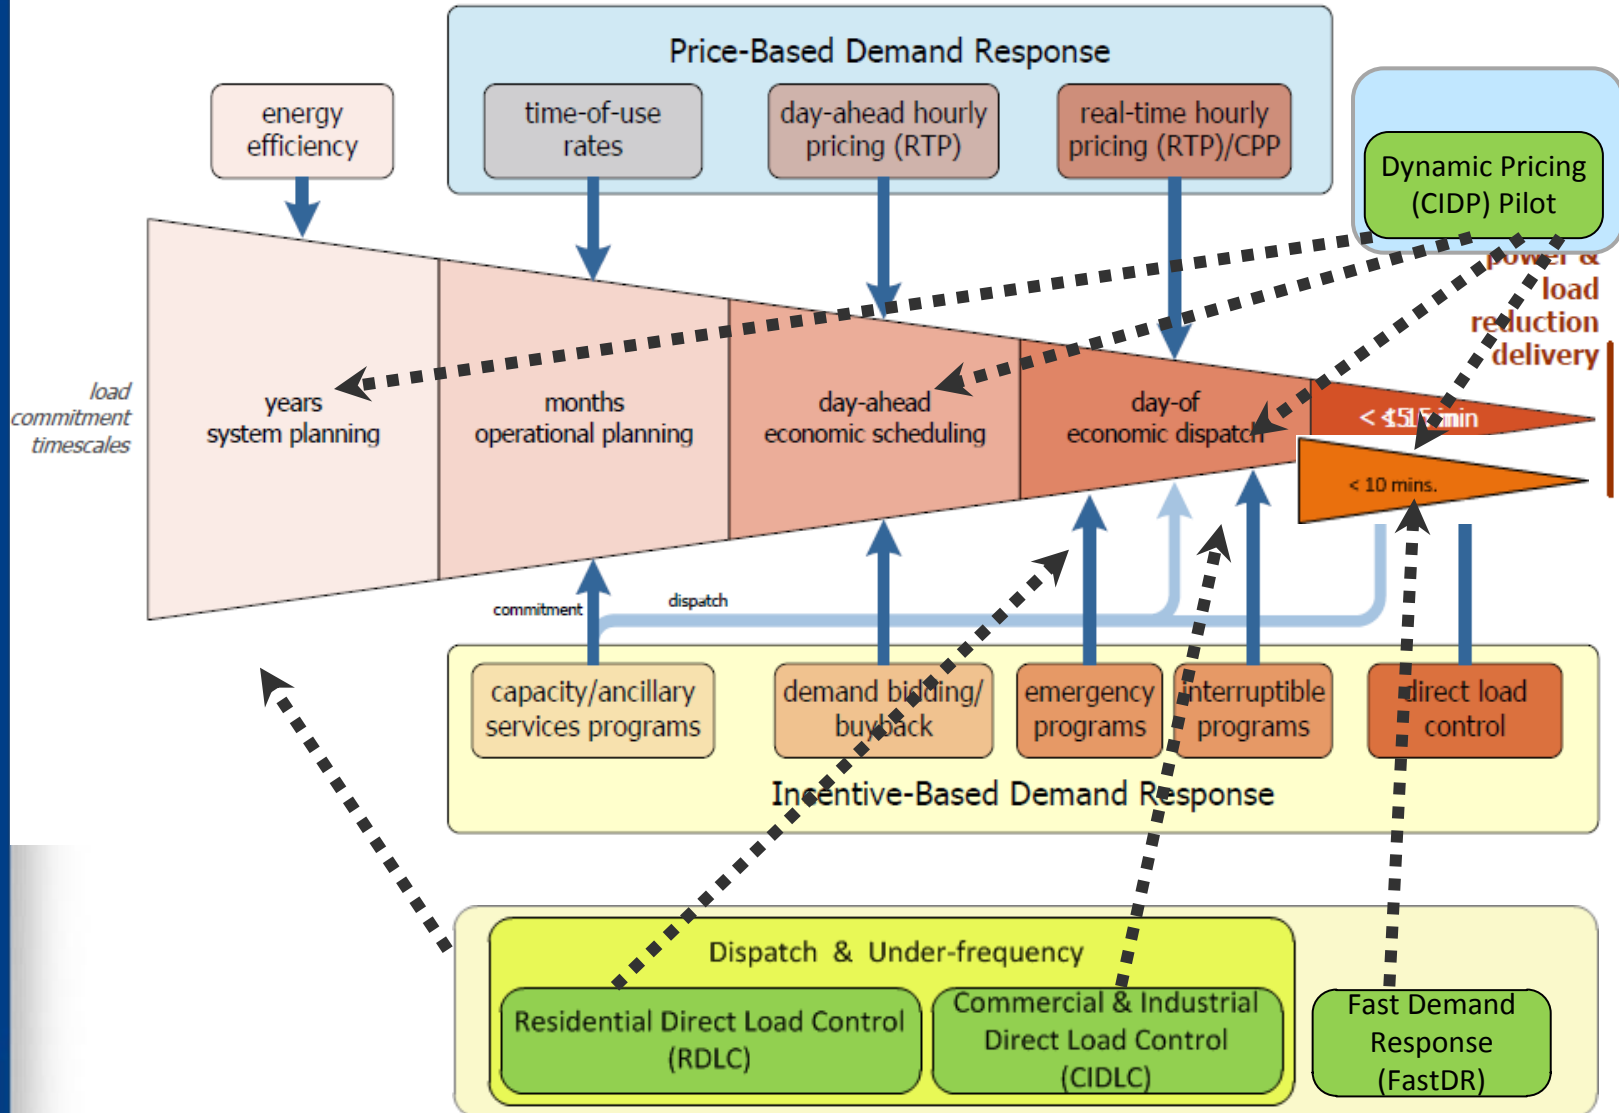 Price-Based Demand Response
energy
efficiency
time-of-use
rates
day-ahead hourly
pricing (RTP)
real-time hourly
pricing (RTP)/CPP
Dynamic Pricing
(CIDP) Pilot
power &
load
reduction
delivery
load
commitment
timescales
years
system planning
months
operational planning
day-ahead
economic scheduling
day-of
economic dispatch
< 15 min
< 10 mins.
commitment
dispatch
capacity/ancillary
services programs
demand bidding/
buyback
emergency
programs
interruptible
programs
direct load
control
Incentive-Based Demand Response
Dispatch & Under-frequency
Residential Direct Load Control
(RDLC)
Commercial & Industrial
Direct Load Control
(CIDLC)
Fast Demand
Response
(FastDR)